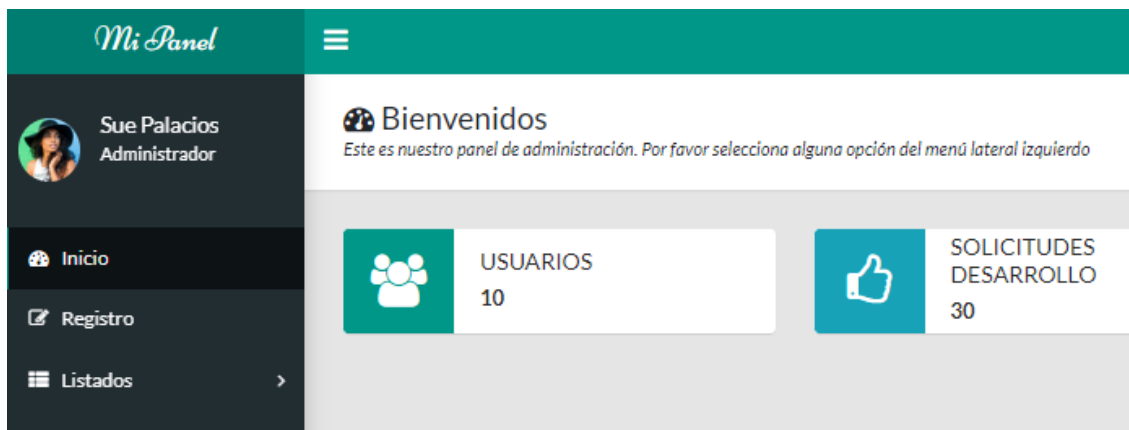 Mi Panel
Sue Palacios
Administrador
Inicio
Registro
Listados
Bienvenidos
Este es nuestro panel de administración. Por favor selecciona alguna opción del menú lateral izquierdo
USUARIOS
10
SOLICITUDES
DESARROLLO
30